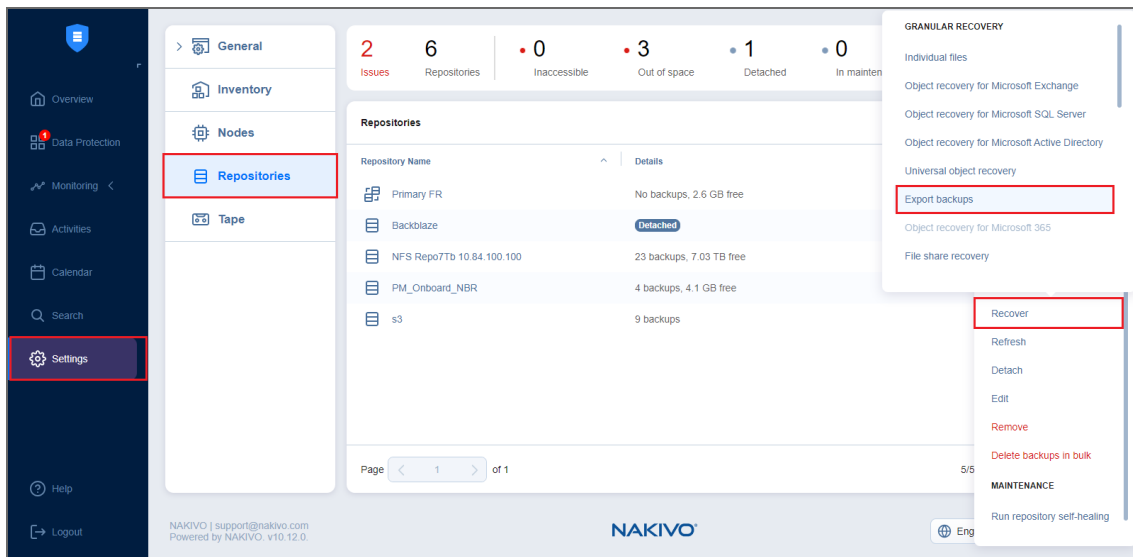 Overview
1
Data Protection
Monitoring
Activities
Calendar
Search
Settings
Help
Logout
General
Inventory
Nodes
Repositories
Tape
2
Issues
6
Repositories
0
Inaccessible
3
Out of space
1
Detached
0
In mainten
Repositories
Repository Name
Details
Primary FR
No backups, 2.6 GB free
Backblaze
Detached
NFS Repo7Tb 10.84.100.100
23 backups, 7.03 TB free
PM_Onboard_NBR
4 backups, 4.1 GB free
s3
9 backups
Page
1
of 1
5/5
GRANULAR RECOVERY
Individual files
Object recovery for Microsoft Exchange
Object recovery for Microsoft SQL Server
Object recovery for Microsoft Active Directory
Universal object recovery
Export backups
Object recovery for Microsoft 365
File share recovery
Recover
Refresh
Detach
Edit
Remove
Delete backups in bulk
MAINTENANCE
Run repository self-healing
NAKIVO | support@nakivo.com
Powered by NAKIVO. v10.12.0.
NAKIVO®
Eng